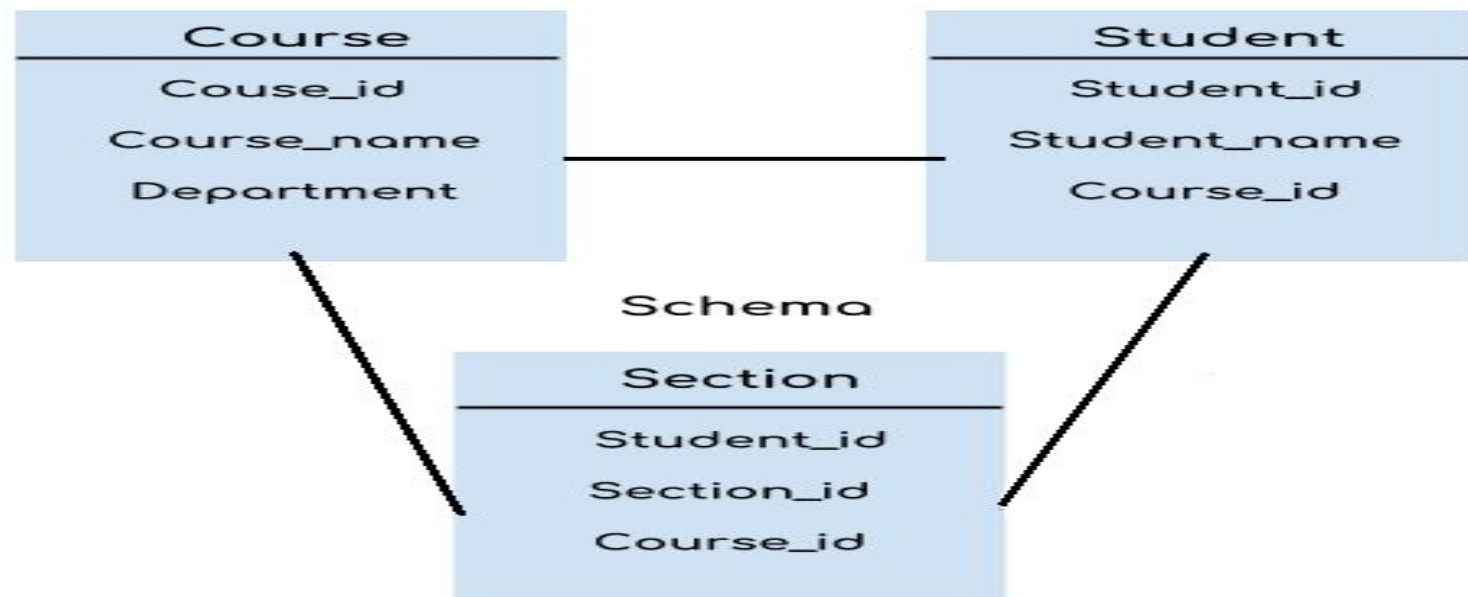 Course
Couse_id
Course_name
Department
Student
Student_id
Student_name
Course_id
Schema
Section
Student_id
Section_id
Course_id